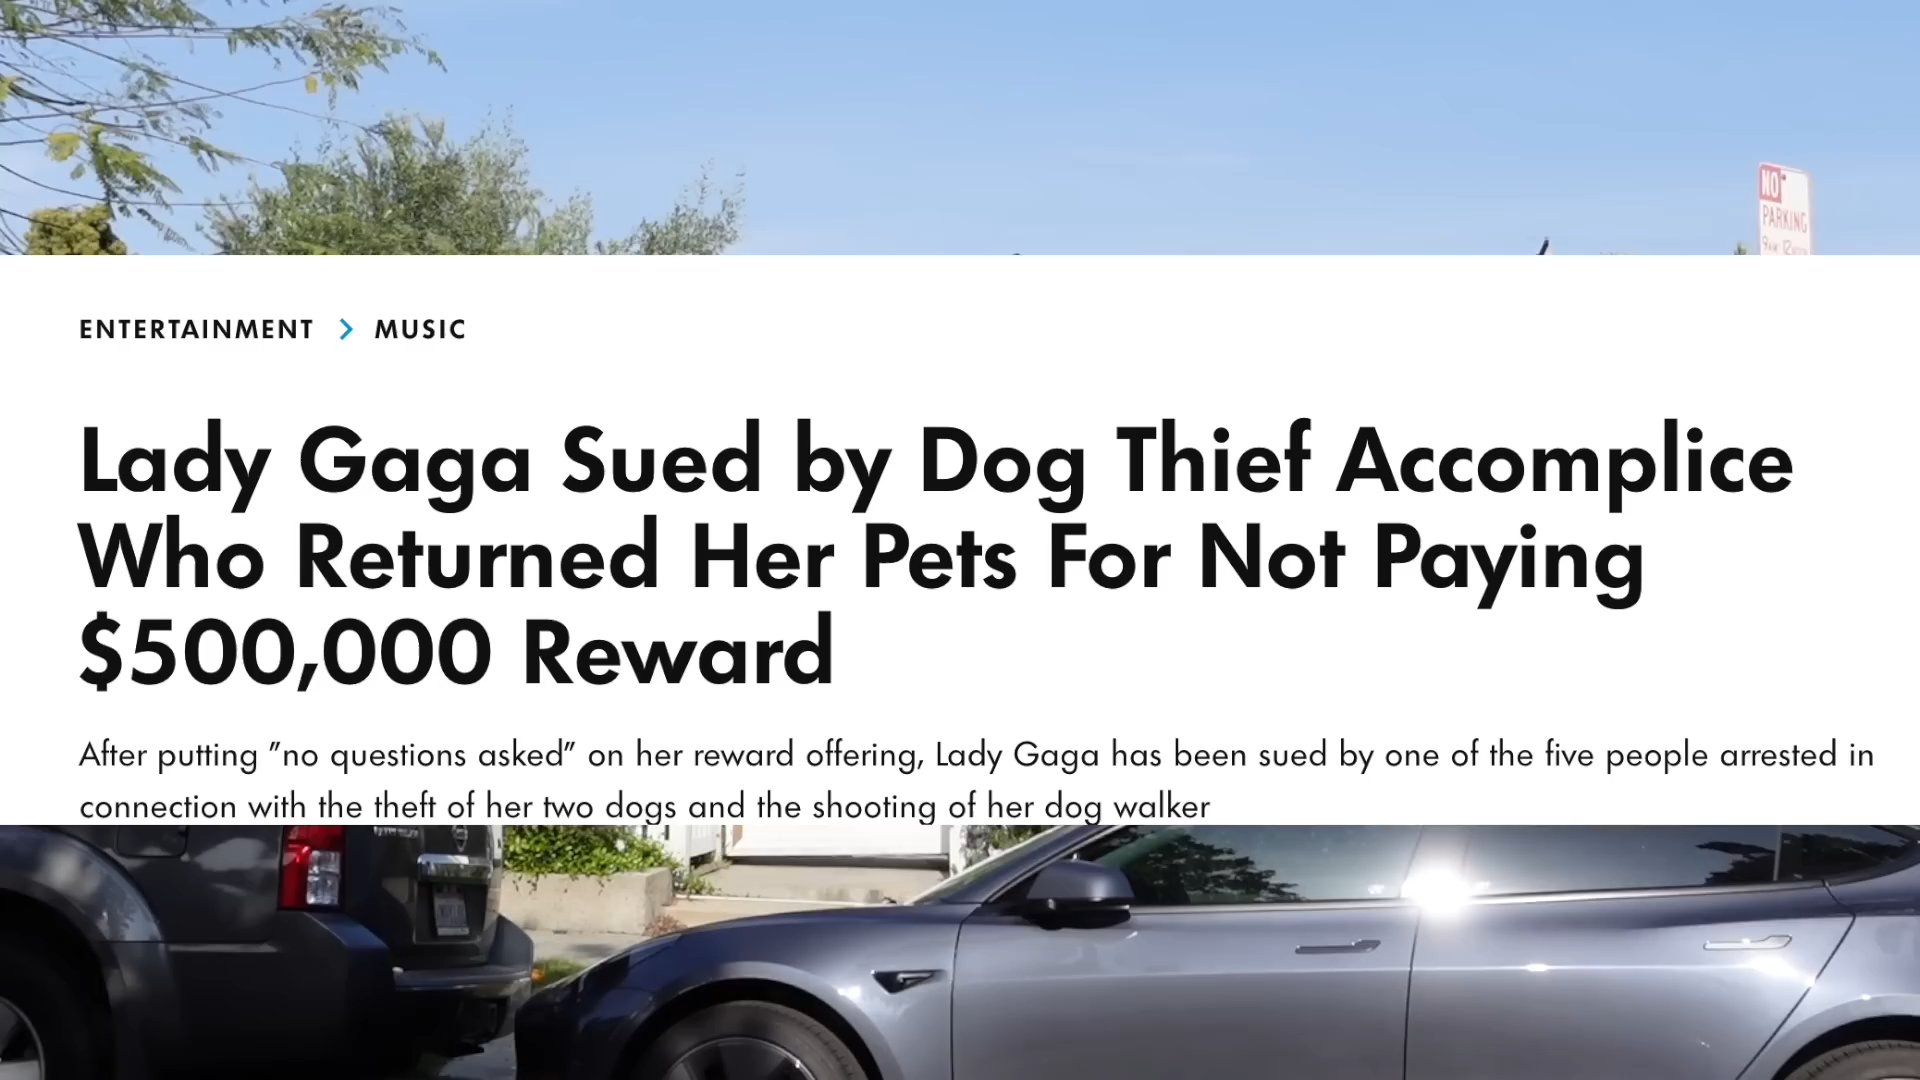 NO
PARKING
ENTERTAINMENT > MUSIC
Lady Gaga Sued by Dog Thief Accomplice
Who Returned Her Pets For Not Paying
$500,000 Reward
After putting "no questions asked" on her reward offering, Lady Gaga has been sued by one of the five people arrested in
connection with the theft of her two dogs and the shooting of her dog walker